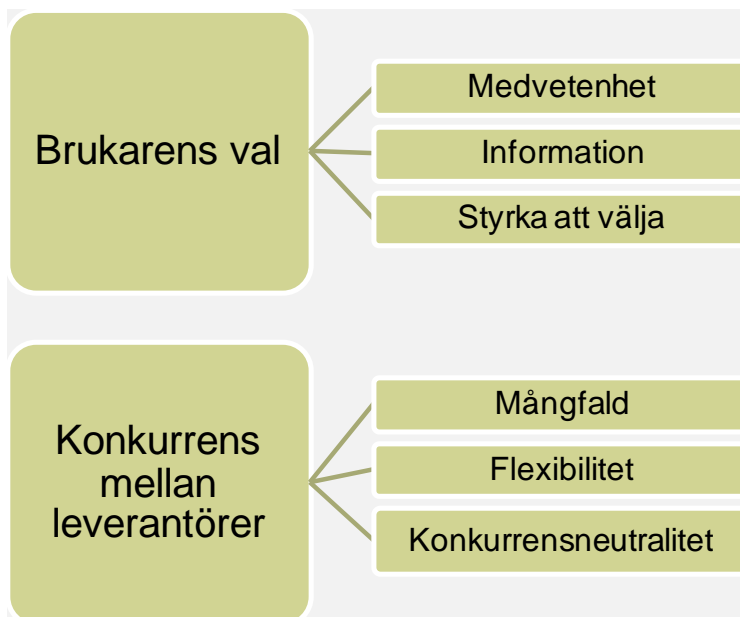 Brukarens val
Medvetenhet
Information
Styrka att välja
Konkurrens
mellan
leverantörer
Mångfald
Flexibilitet
Konkurrensneutralitet